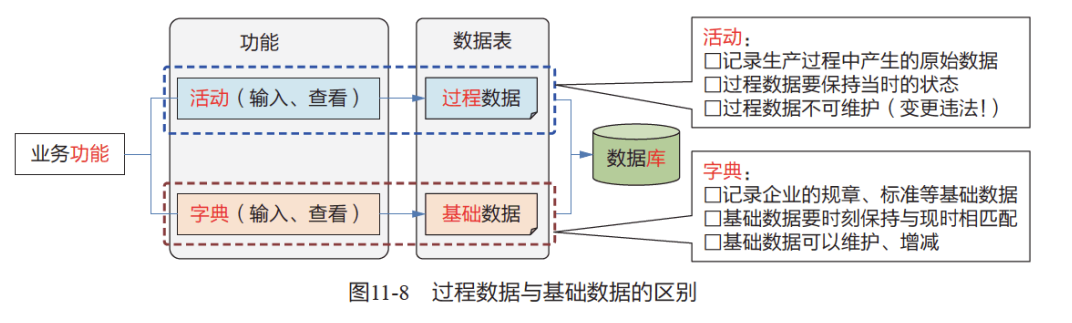 功能
数据表
活动：
□记录生产过程中产生的原始数据
□过程数据要保持当时的状态
□过程数据不可维护（变更违法！）
活动（输入、查看）
过程数据
业务功能
数据库
字典（输入、查看）
基础数据
字典：
□记录企业的规章、标准等基础数据
□基础数据要时刻保持与现时相匹配
□基础数据可以维护、增减
图11-8 过程数据与基础数据的区别